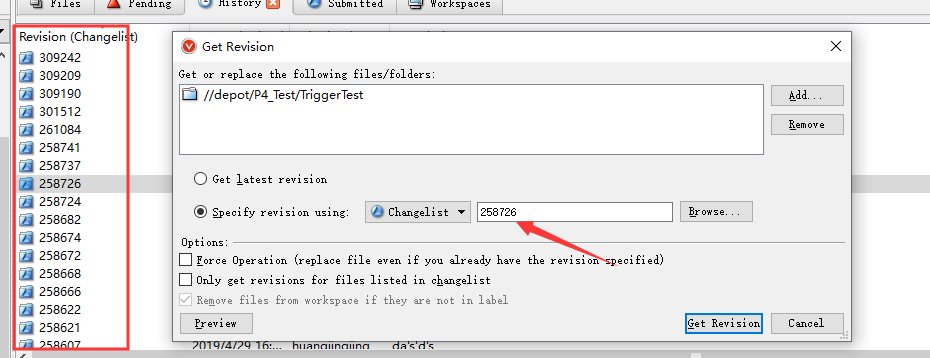 Files Pending History Submitted Workspaces
Revision (Changelist)
309242
309209
309190
301512
261084
258741
258737
258726
258724
258682
258674
258672
258668
258666
258622
258621
258607 2019/4/29 16:... huangjingjing da's'd's
Get Revision
Get or replace the following files/folders:
//depot/P4_Test/TriggerTest
Add...
Remove
Get latest revision
Specify revision using: Changelist 258726 Browse...
Options:
Force Operation (replace file even if you already have the revision specified)
Only get revisions for files listed in changelist
Remove files from workspace if they are not in label
Preview Get Revision Cancel